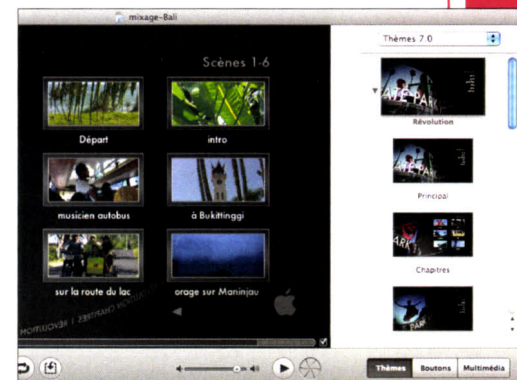 mixage-Bali
Scènes 1-6
Départ
intro
musicien autobus
à Bukittinggi
sur la route du lac
orage sur Maninjau
Thèmes 7.0
Révolution
Principal
Chapitres
PARK
Thèmes
Boutons
Multimédia